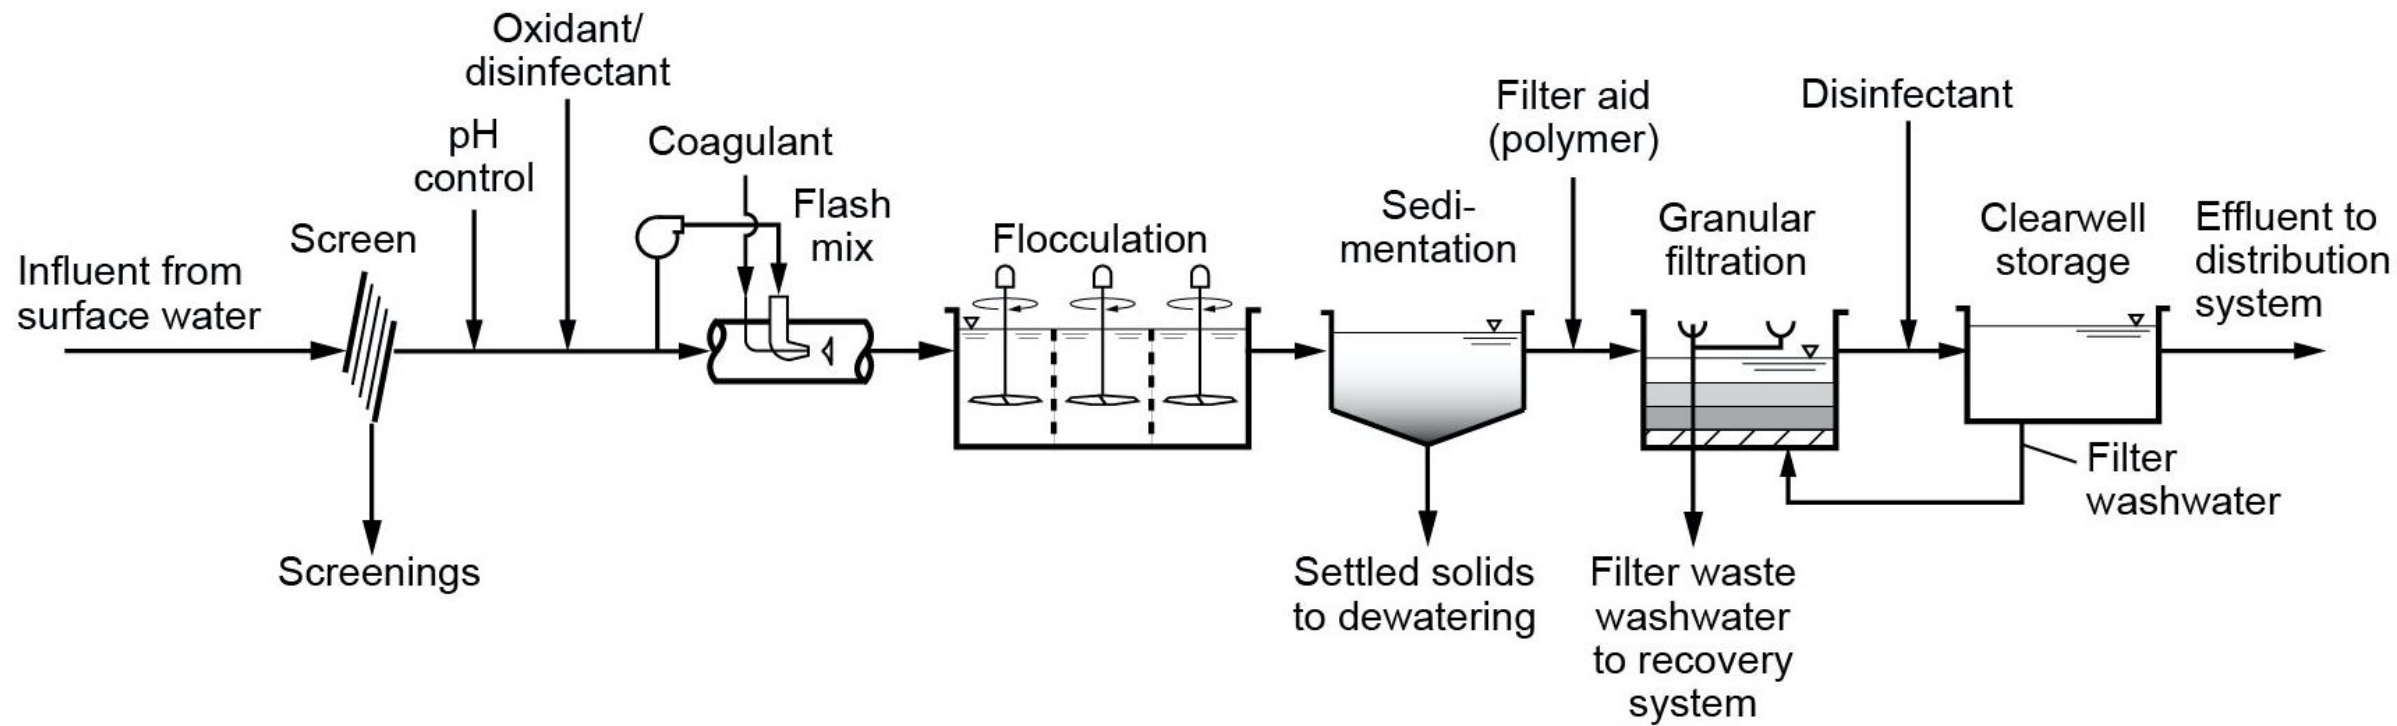 Influent from
surface water
Screen
Screenings
pH
control
Oxidant/
disinfectant
Coagulant
Flash
mix
Flocculation
Sedi-
mentation
Settled solids
to dewatering
Filter aid
(polymer)
Granular
filtration
Filter waste
washwater
to recovery
system
Disinfectant
Clearwell
storage
Filter
washwater
Effluent to
distribution
system